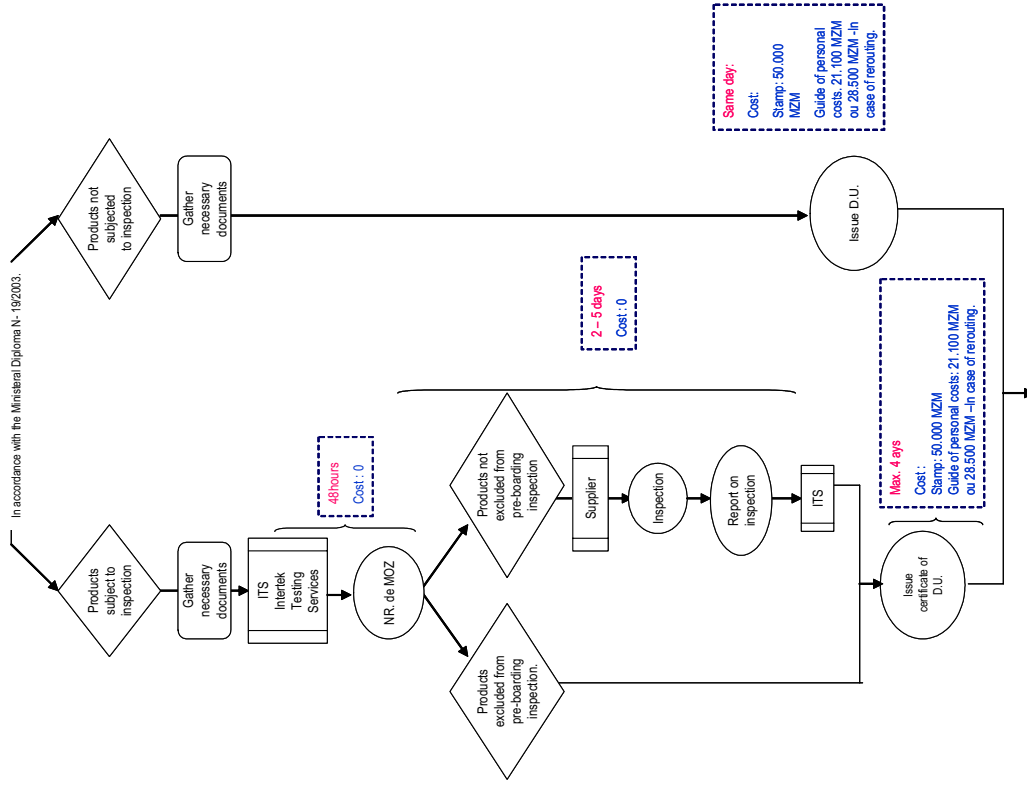 In accordance with the Ministeral Diploma N- 19/2003.
Products
subject to
inspection
Products not
subjected
to inspection
Gather
necessary
documents
Gather
necessary
documents
ITS
Intertek
Testing
Services
48hours
Cost : 0
NR. de MOZ
Products
excluded from
pre-boarding
inspection.
Products not
excluded from
pre-boarding
inspection
Supplier
Inspection
Report on
inspection
ITS
2 – 5 days
Cost : 0
Issue
certificate of
D.U.
Max. 4 ays
Cost :
Stamp: 50.000 MZM
Guide of personal costs: 21.100 MZM
ou 28.500 MZM –In case of rerouting.
Issue D.U.
Same day:
Cost:
Stamp: 50.000
MZM
Guide of personal
costs. 21.100 MZM
ou 28.500 MZM -In
case of rerouting.